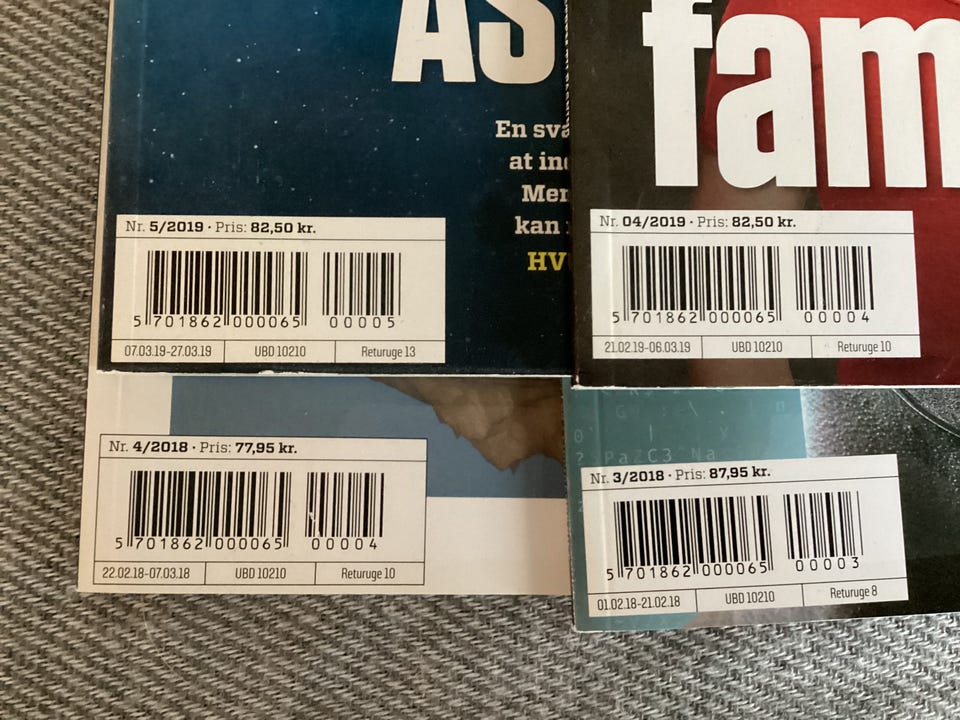 AS
En sva
at ind
Men
kan
HV
Nr. 5/2019 · Pris: 82,50 kr.
5 701862 000065 00005
07.03.19-27.03.19 UBD 10210 Returuge 13
fam
Nr. 04/2019 · Pris: 82,50 kr.
5 701862 000065 00004
21.02.19-06.03.19 UBD 10210 Returuge 10
Nr. 4/2018 · Pris: 77,95 kr.
5 701862 000065 00004
22.02.18-07.03.18 UBD 10210 Returuge 10
PaZC3 Na
Nr. 3/2018 · Pris: 87,95 kr.
5 701862 000065 00003
01.02.18-21.02.18 UBD 10210 Returuge 8